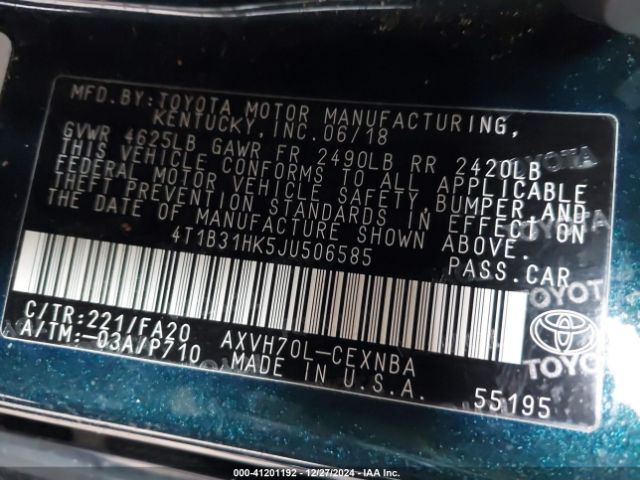 MFD.BY:TOYOTA MOTOR MANUFACTURING,
KENTUCKY,INC.06/18
GVWR 4625LB GAWR FR 2490LB RR 2420LB
THIS VEHICLE CONFORMS TO ALL APPLICABLE
FEDERAL MOTOR VEHICLE SAFETY,BUMPER,AND
THEFT PREVENTION STANDARDS IN EFFECT ON
THE DATE OF MANUFACTURE SHOWN ABOVE.
4T1B31HK5JU506585 PASS.CAR
C/TR:221/FA20 AXVH70L-CEXNBA
A/TM:-03A/P710 MADE IN U.S.A.
55195
TOYOTA
TOYOTA
TOYOTA
TOYO
000-41201192 - 12/27/2024 - IAA Inc.